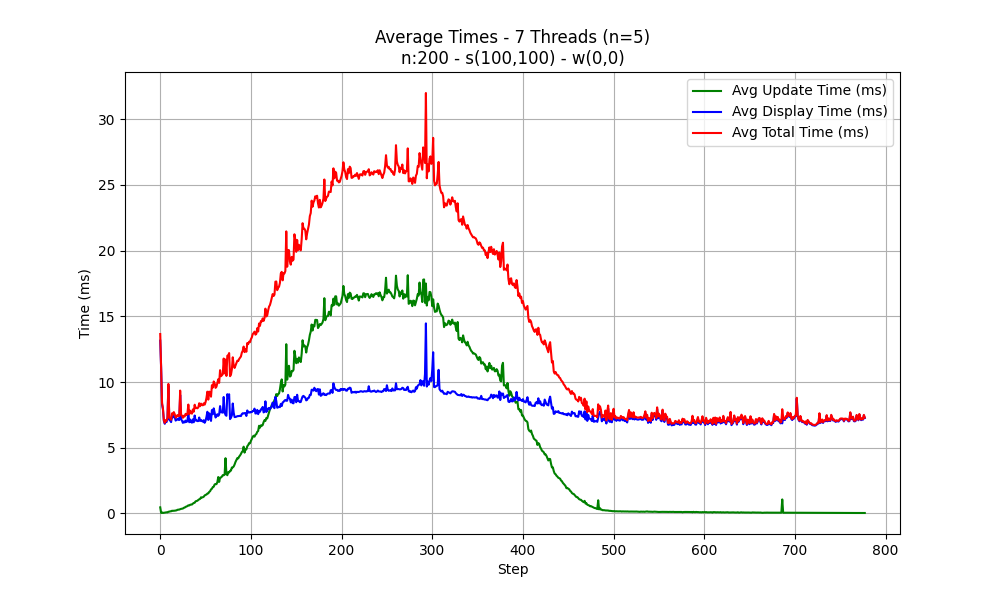 Average Times - 7 Threads (n=5)
n:200 - s(100,100) - w(0,0)
Avg Update Time (ms)
Avg Display Time (ms)
Avg Total Time (ms)
Time (ms)
30
25
20
15
10
5
0
0 100 200 300 400 500 600 700 800
Step